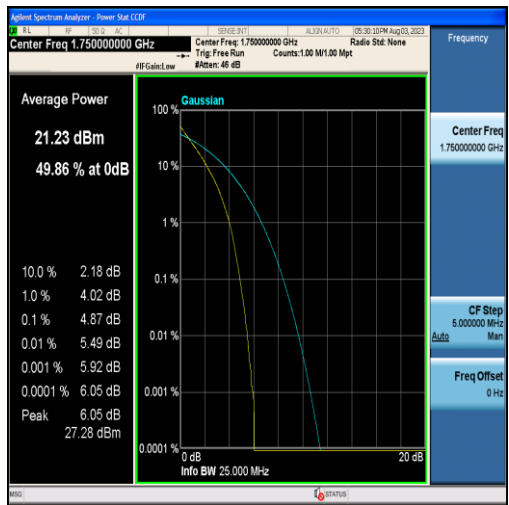 Agilent Spectrum Analyzer - Power Stat CCDF
RL RF 50 Ω AC SENSE:INT ALIGN AUTO 05:30:10 PM Aug 03, 2023
Center Freq 1.750000000 GHz
Center Freq: 1.750000000 GHz Radio Std: None
Trig: Free Run Counts:1.00 M/1.00 Mpt
#IFGain:Low #Atten: 46 dB
Frequency
Average Power
21.23 dBm
49.86 % at 0dB
10.0 % 2.18 dB
1.0 % 4.02 dB
0.1 % 4.87 dB
0.01 % 5.49 dB
0.001 % 5.92 dB
0.0001 % 6.05 dB
Peak 6.05 dB
27.28 dBm
Gaussian
100 %
10 %
1 %
0.1 %
0.01 %
0.001 %
0.0001 %
0 dB 20 dB
Info BW 25.000 MHz
Center Freq
1.750000000 GHz
CF Step
5.000000 MHz
Auto Man
Freq Offset
0 Hz
MSG STATUS